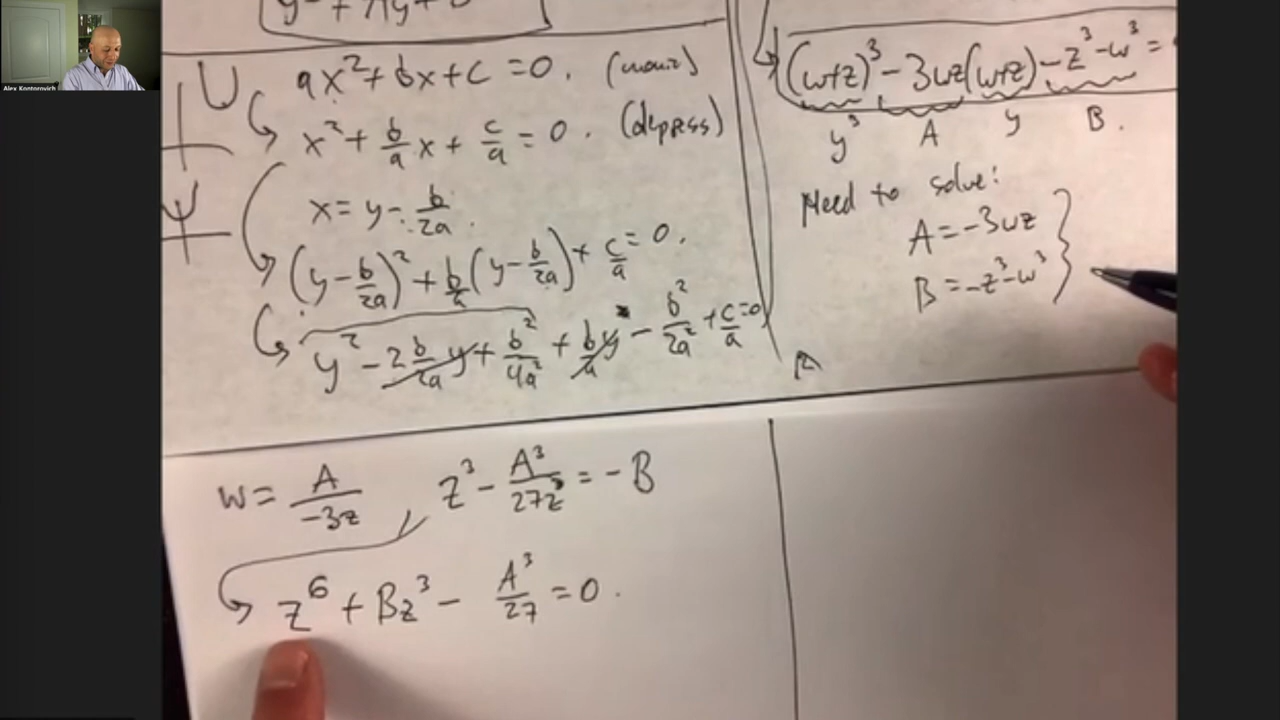 y + Ay + B
ax² + bx + c = 0. (monic)
x² + b/a x + c/a = 0. (depress)
x = y - b/2a.
(y - b/2a)² + b/a (y - b/2a) + c/a = 0.
y² - 2 b/2a y + b²/4a² + b/a y - b²/2a² + c/a = 0
(w+z)³ - 3wz(w+z) - z³ - w³ =
y³ A y B.
Need to solve:
A = -3wz
B = -z³ - w³
w = A/-3z z³ - A³/27z³ = -B
z⁶ + Bz³ - A³/27 = 0.
Alex Kontorovich